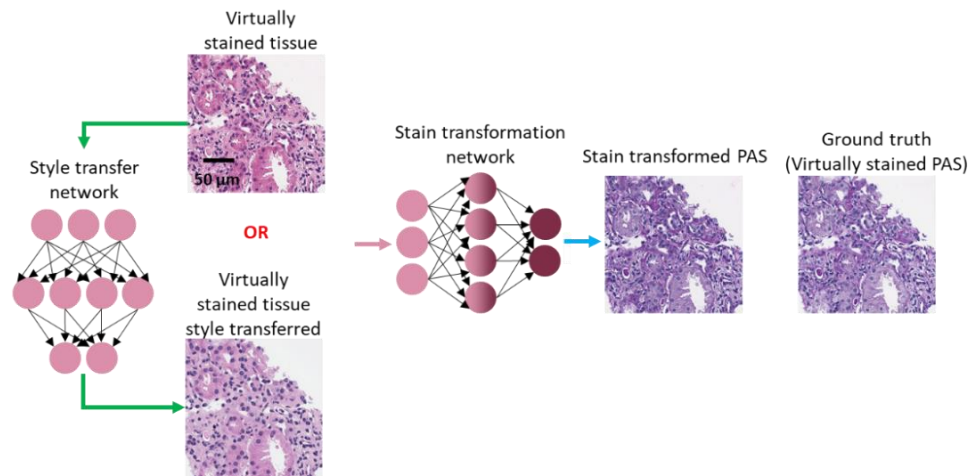 Virtually
stained tissue
50 µm
Style transfer
network
OR
Virtually
stained tissue
style transferred
Stain transformation
network
Stain transformed PAS
Ground truth
(Virtually stained PAS)